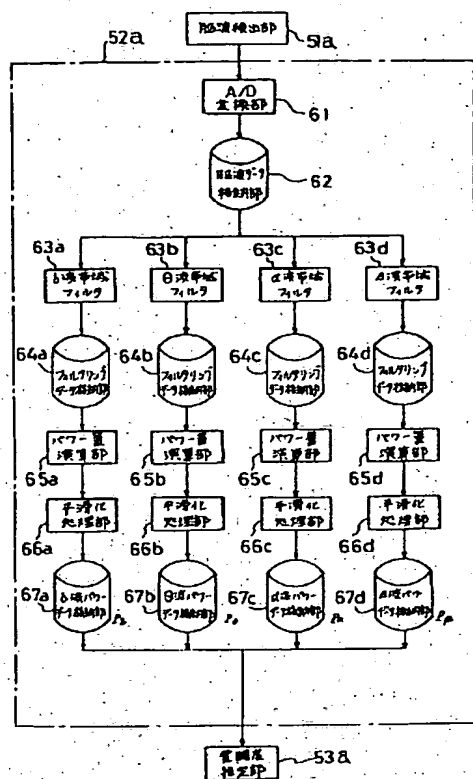 52a
脳波検出部
51a
A/D
変換部
61
脳波データ
格納部
62
63a
63b
63c
63d
δ波帯域
フィルタ
θ波帯域
フィルタ
α波帯域
フィルタ
β波帯域
フィルタ
64a
64b
64c
64d
フィルタリング
データ格納部
フィルタリング
データ格納部
フィルタリング
データ格納部
フィルタリング
データ格納部
パワー量
演算部
パワー量
演算部
パワー量
演算部
パワー量
演算部
65a
65b
65c
65d
平滑化
処理部
平滑化
処理部
平滑化
処理部
平滑化
処理部
66a
66b
66c
66d
67a
67b
67c
67d
δ波パワー
データ格納部
θ波パワー
データ格納部
α波パワー
データ格納部
β波パワー
データ格納部
Pδ
Pθ
Pα
Pβ
覚醒度
推定部
53a